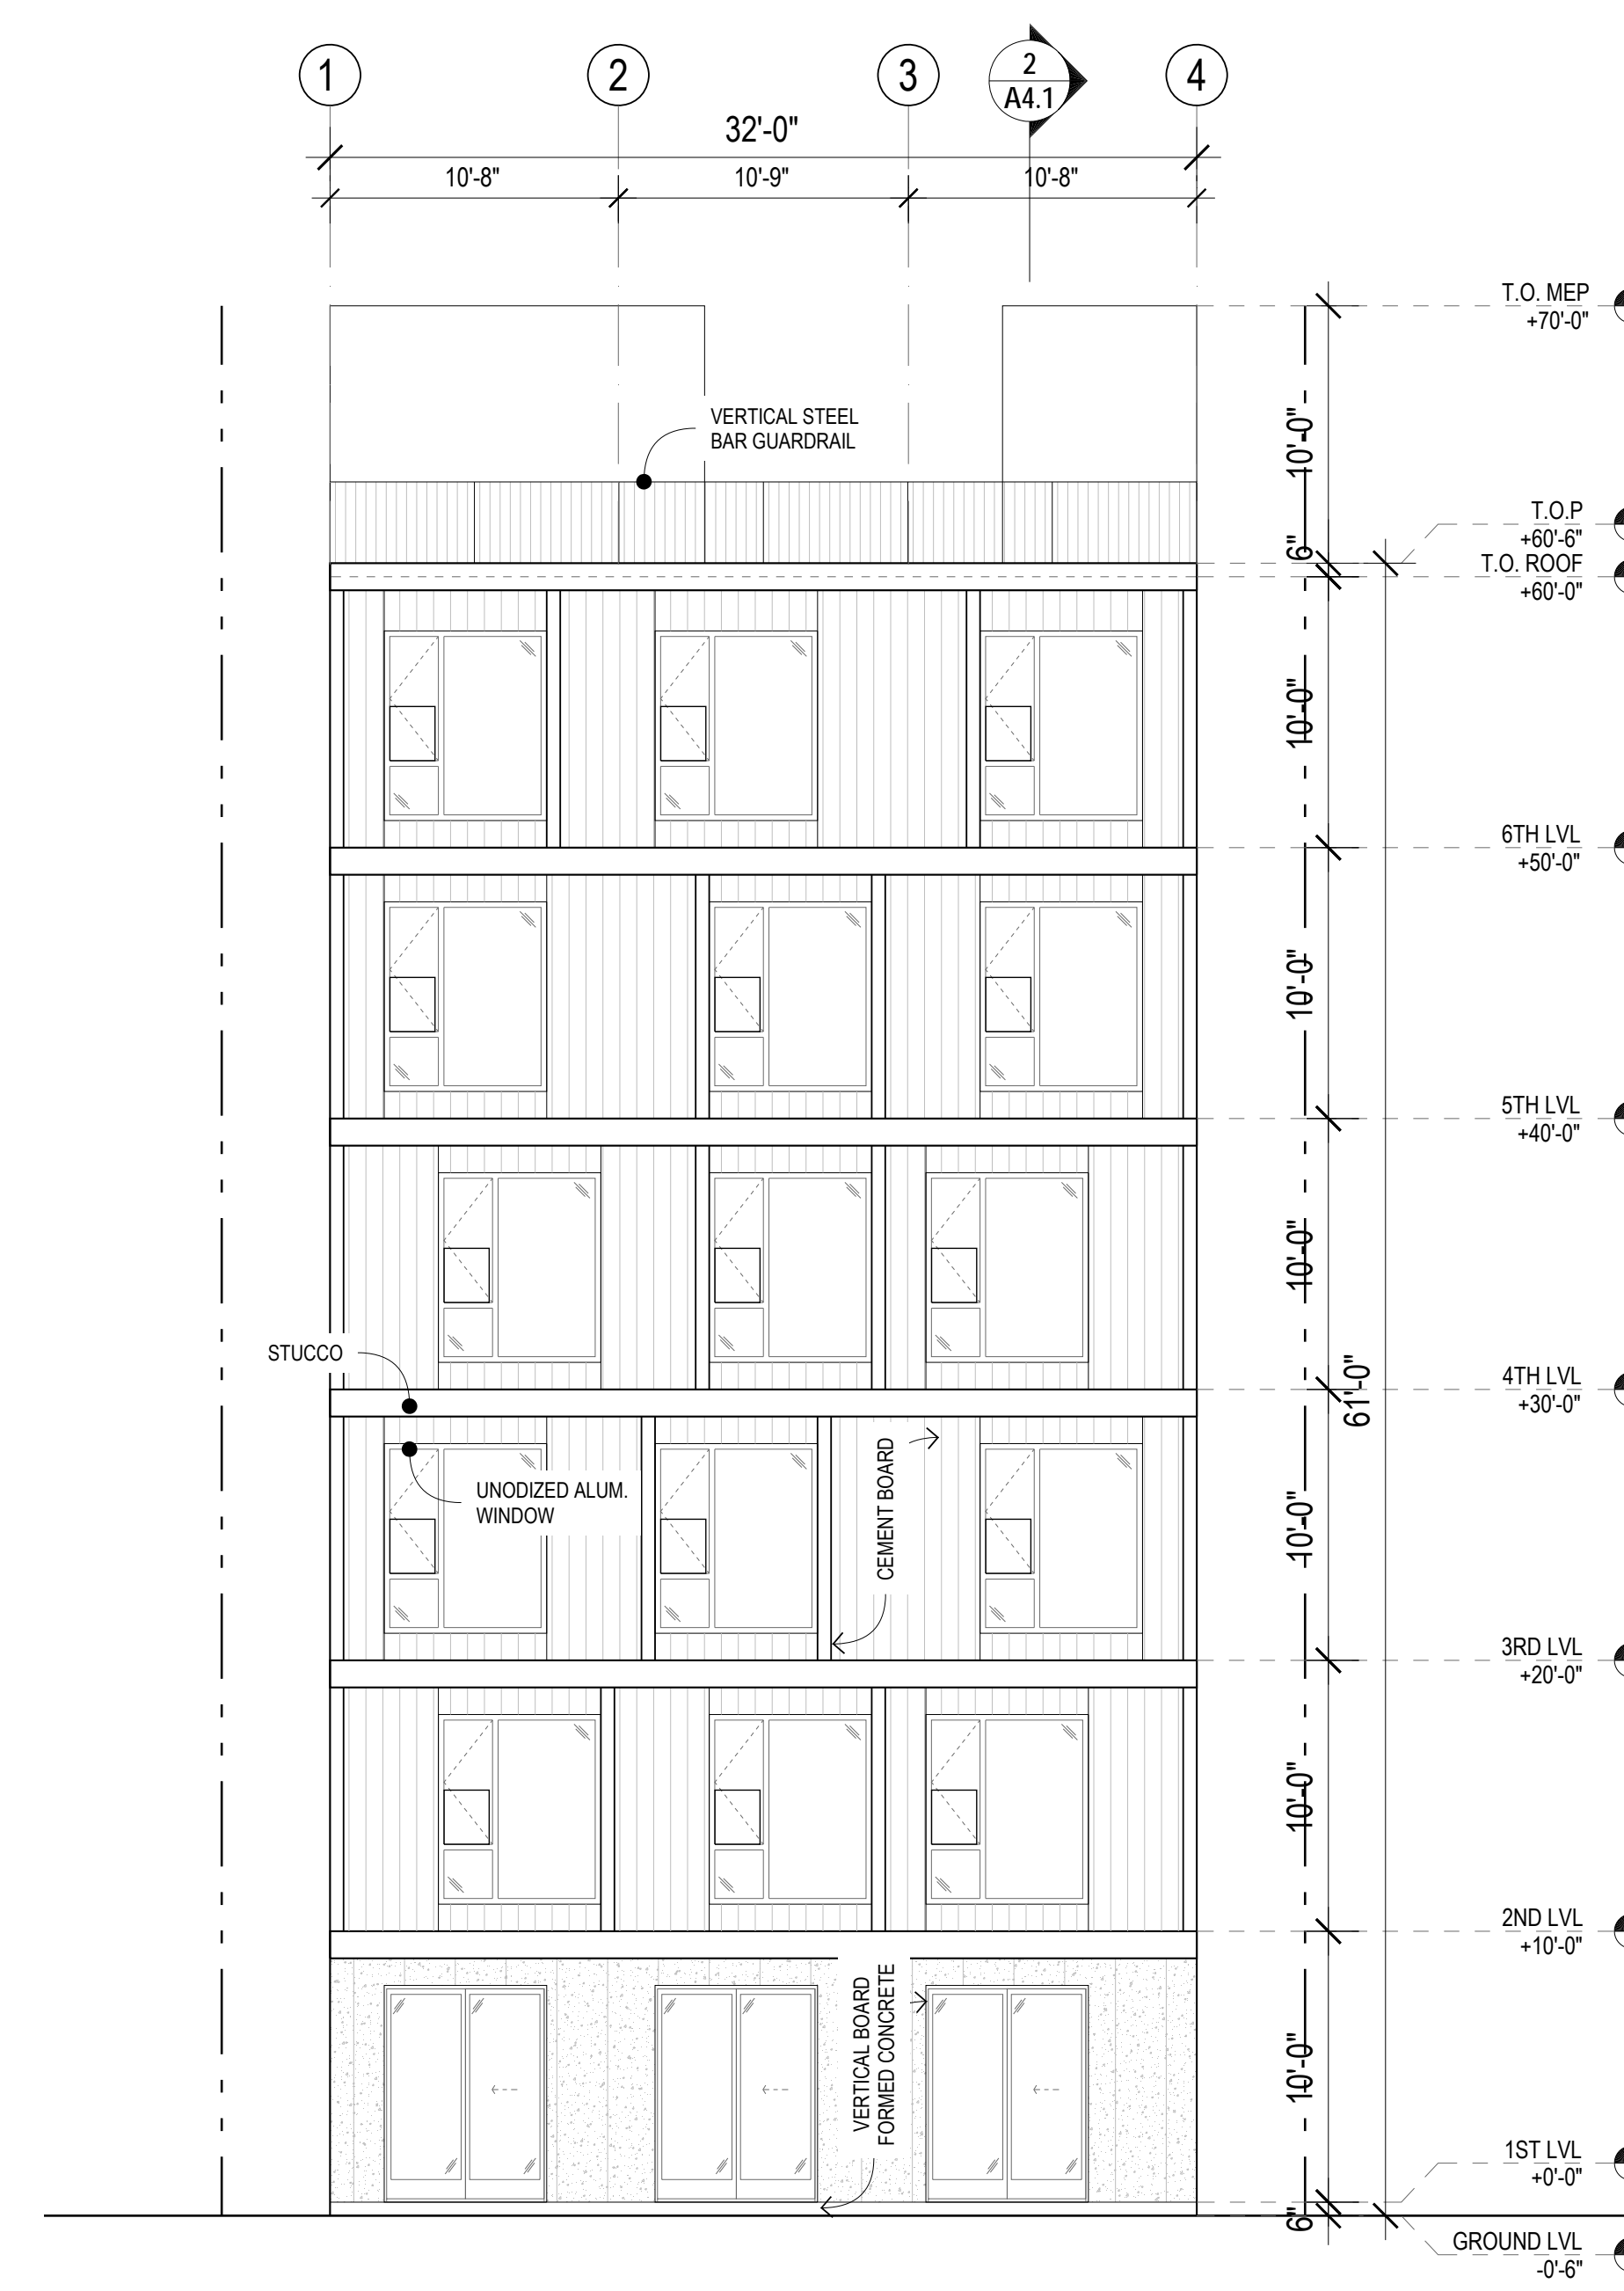 1
2
3
2
A4.1
4
32'-0"
10'-8"
10'-9"
10'-8"
T.O. MEP
+70'-0"
VERTICAL STEEL
BAR GUARDRAIL
10'-0"
T.O.P
+60'-6"
6"
T.O. ROOF
+60'-0"
10'-0"
6TH LVL
+50'-0"
10'-0"
5TH LVL
+40'-0"
10'-0"
STUCCO
61'-0"
4TH LVL
+30'-0"
UNODIZED ALUM.
WINDOW
CEMENT BOARD
10'-0"
3RD LVL
+20'-0"
10'-0"
2ND LVL
+10'-0"
VERTICAL BOARD
FORMED CONCRETE
10'-0"
1ST LVL
+0'-0"
6"
GROUND LVL
-0'-6"